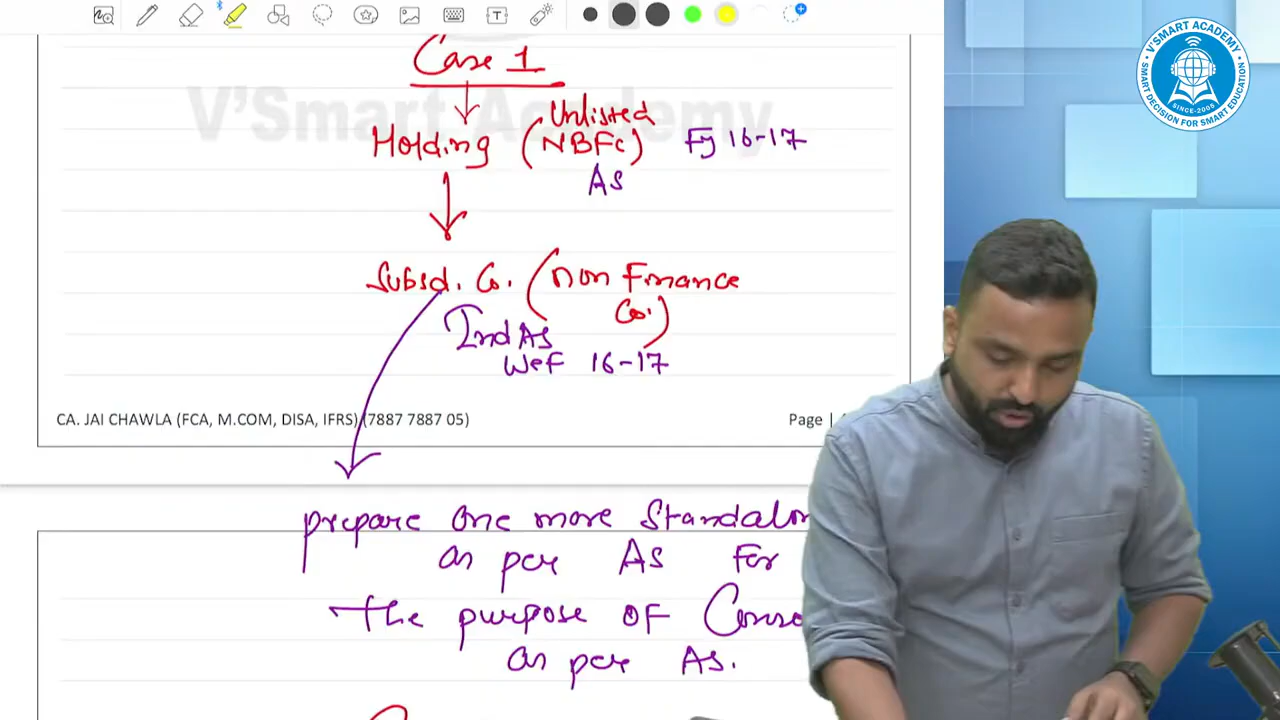 Case 1
V'Smart Academy
Unlisted
Holding (NBFC) Fy 16-17
As
Subsd. Co. (non Finance
Co.)
Ind AS
Wef 16-17
CA. JAI CHAWLA (FCA, M.COM, DISA, IFRS) (7887 7887 05) Page |
prepare one more Standalon
as per As For
the purpose of Conso
as per As.
V'SMART ACADEMY
SINCE-2005
SMART DECISION FOR SMART EDUCATION